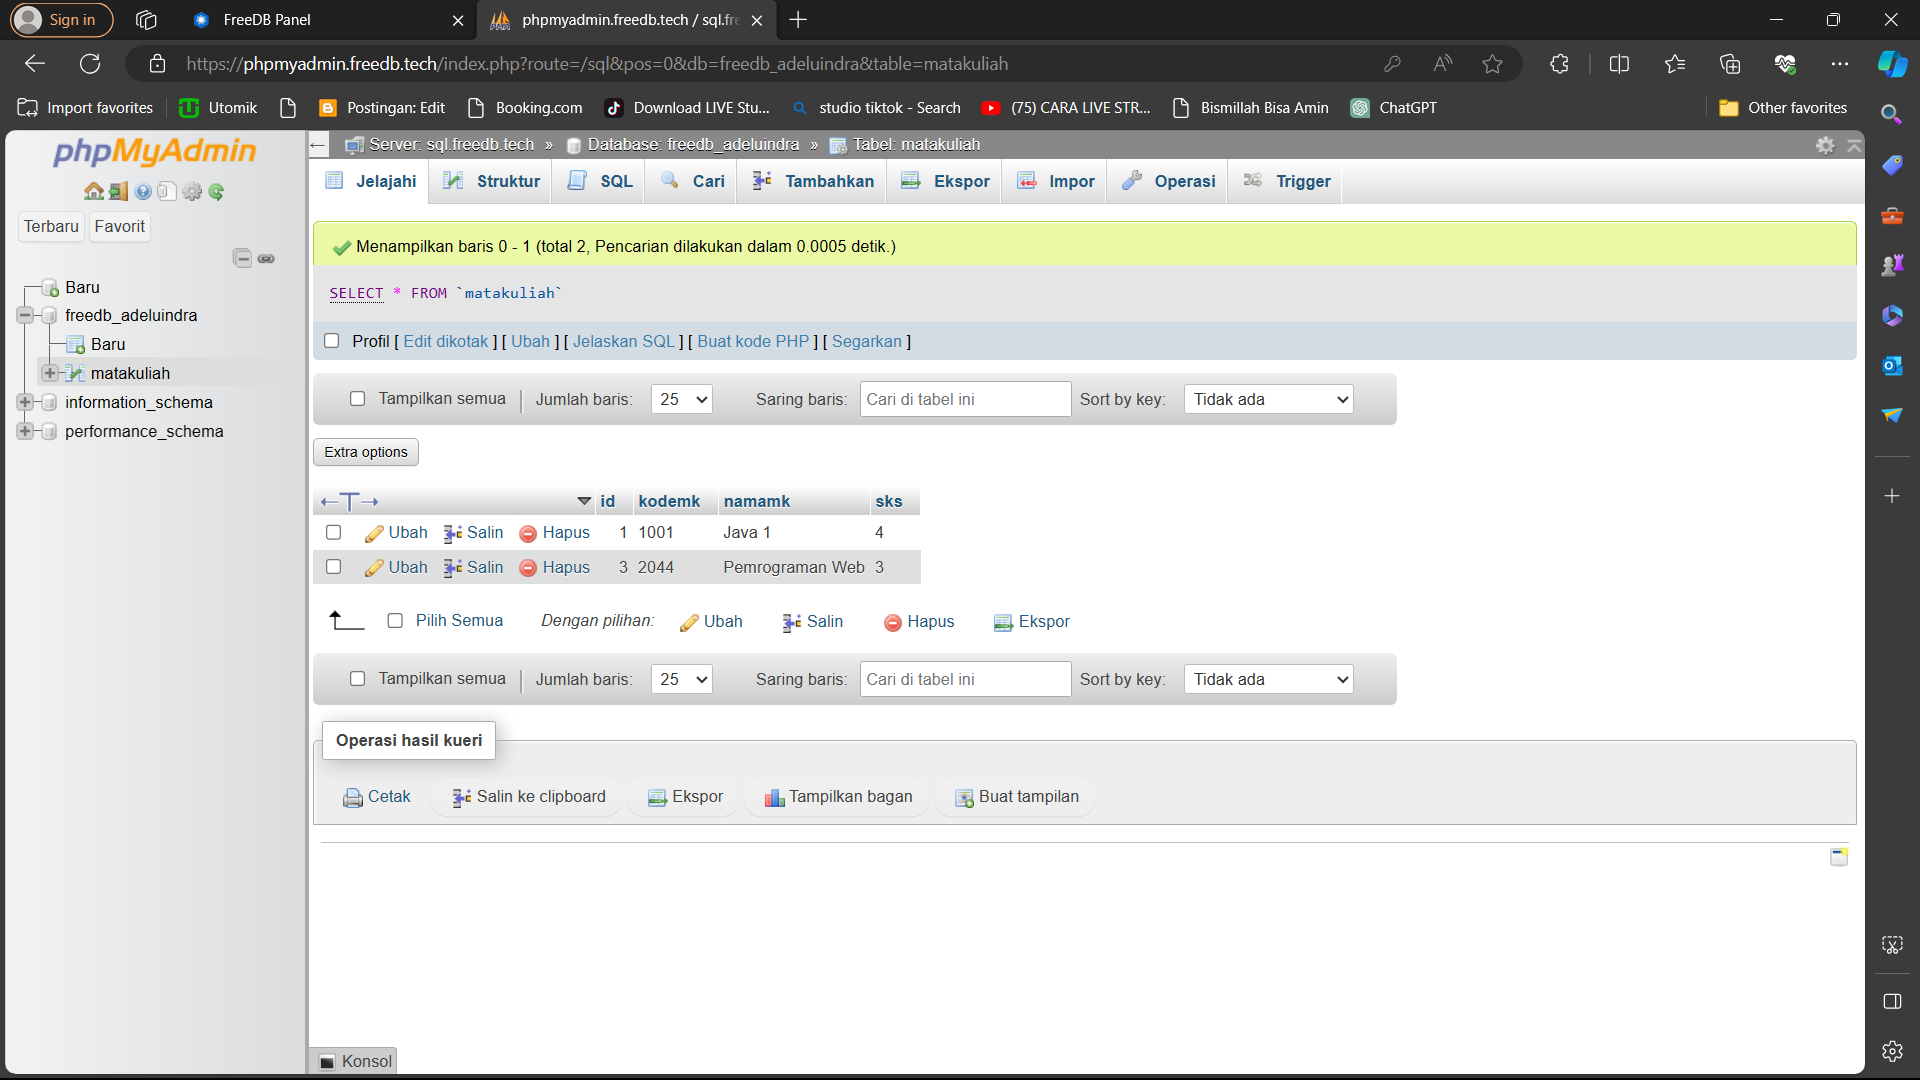 Sign in
FreeDB Panel
phpmyadmin.freedb.tech / sql.fre
https://phpmyadmin.freedb.tech/index.php?route=/sql&pos=0&db=freedb_adeluindra&table=matakuliah
Import favorites
Utomik
Postingan: Edit
Booking.com
Download LIVE Stu...
studio tiktok - Search
(75) CARA LIVE STR...
Bismillah Bisa Amin
ChatGPT
Other favorites
phpMyAdmin
Terbaru Favorit
Baru
freedb_adeluindra
Baru
matakuliah
information_schema
performance_schema
Server: sql.freedb.tech » Database: freedb_adeluindra » Tabel: matakuliah
Jelajahi Struktur SQL Cari Tambahkan Ekspor Impor Operasi Trigger
Menampilkan baris 0 - 1 (total 2, Pencarian dilakukan dalam 0.0005 detik.)
SELECT * FROM `matakuliah`
Profil [ Edit dikotak ] [ Ubah ] [ Jelaskan SQL ] [ Buat kode PHP ] [ Segarkan ]
Tampilkan semua Jumlah baris: 25 Saring baris: Cari di tabel ini Sort by key: Tidak ada
Extra options
←T→ id kodemk namamk sks
Ubah Salin Hapus 1 1001 Java 1 4
Ubah Salin Hapus 3 2044 Pemrograman Web 3
Pilih Semua Dengan pilihan: Ubah Salin Hapus Ekspor
Tampilkan semua Jumlah baris: 25 Saring baris: Cari di tabel ini Sort by key: Tidak ada
Operasi hasil kueri
Cetak Salin ke clipboard Ekspor Tampilkan bagan Buat tampilan
Konsol